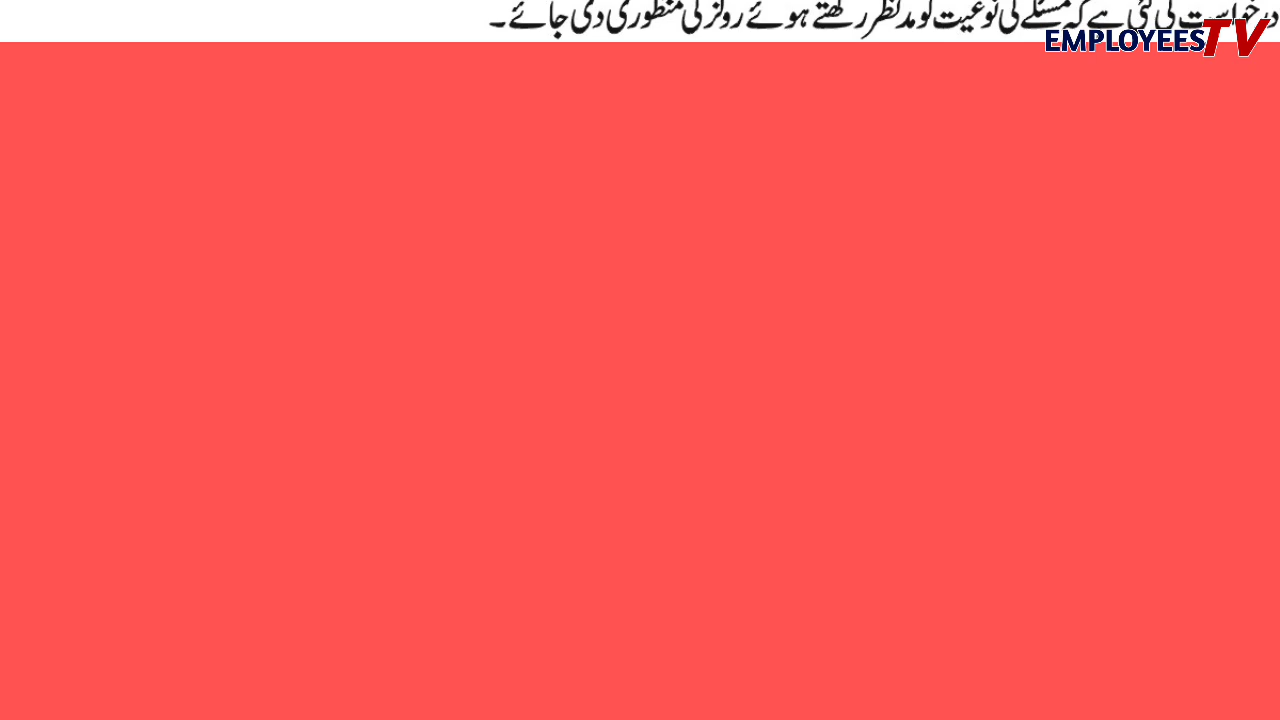 درخواست کی گئی ہے کہ مسئلے کی نوعیت کو مدنظر رکھتے ہوئے رولز کی منظوری دی جائے۔
EMPLOYEES TV